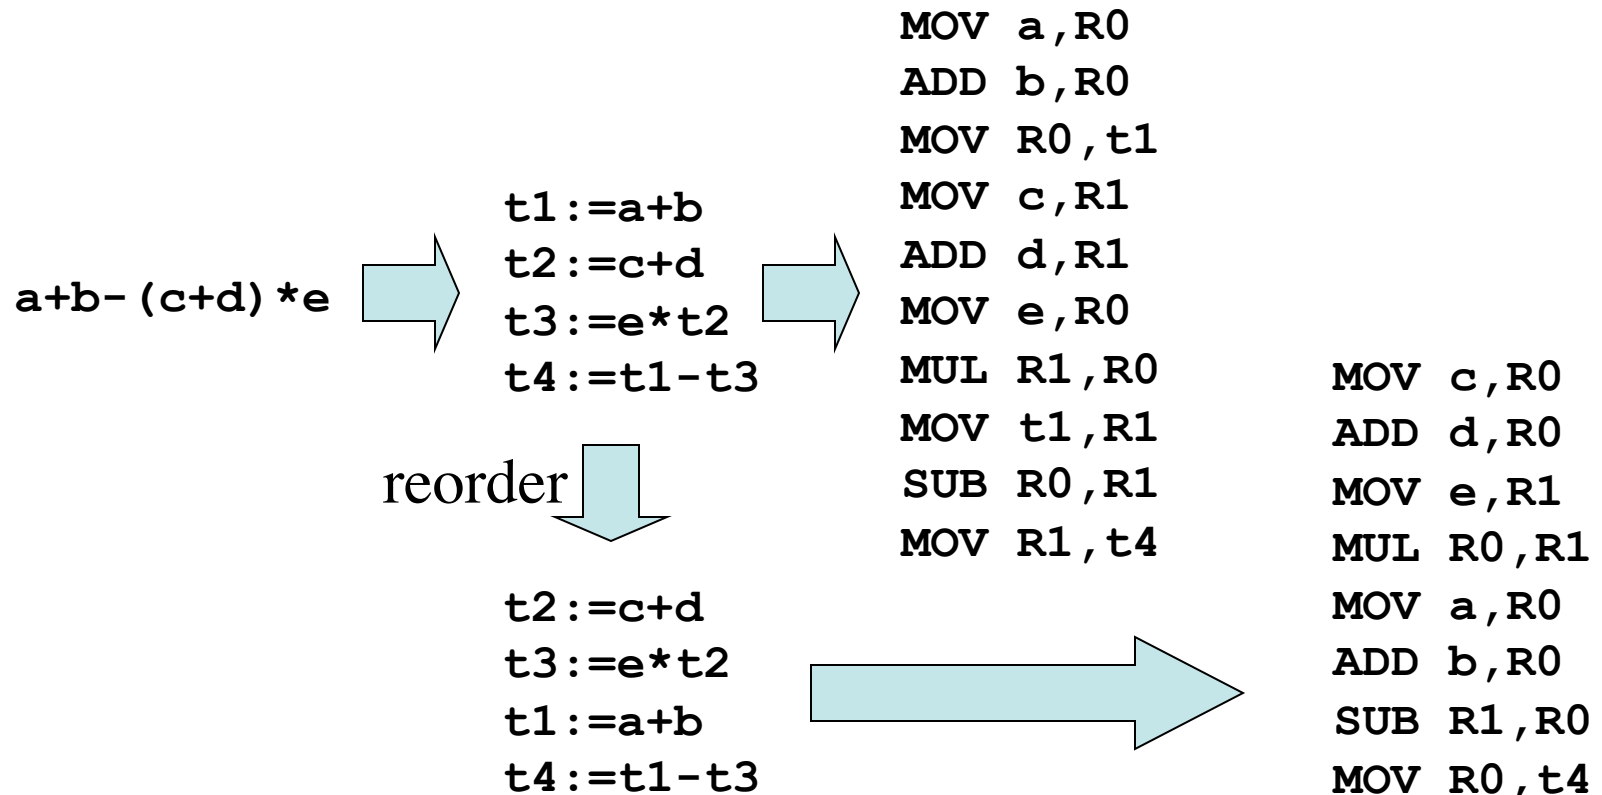 a+b-(c+d)*e
t1:=a+b
t2:=c+d
t3:=e*t2
t4:=t1-t3
MOV a,R0
ADD b,R0
MOV R0,t1
MOV c,R1
ADD d,R1
MOV e,R0
MUL R1,R0
MOV t1,R1
SUB R0,R1
MOV R1,t4
reorder
t2:=c+d
t3:=e*t2
t1:=a+b
t4:=t1-t3
MOV c,R0
ADD d,R0
MOV e,R1
MUL R0,R1
MOV a,R0
ADD b,R0
SUB R1,R0
MOV R0,t4